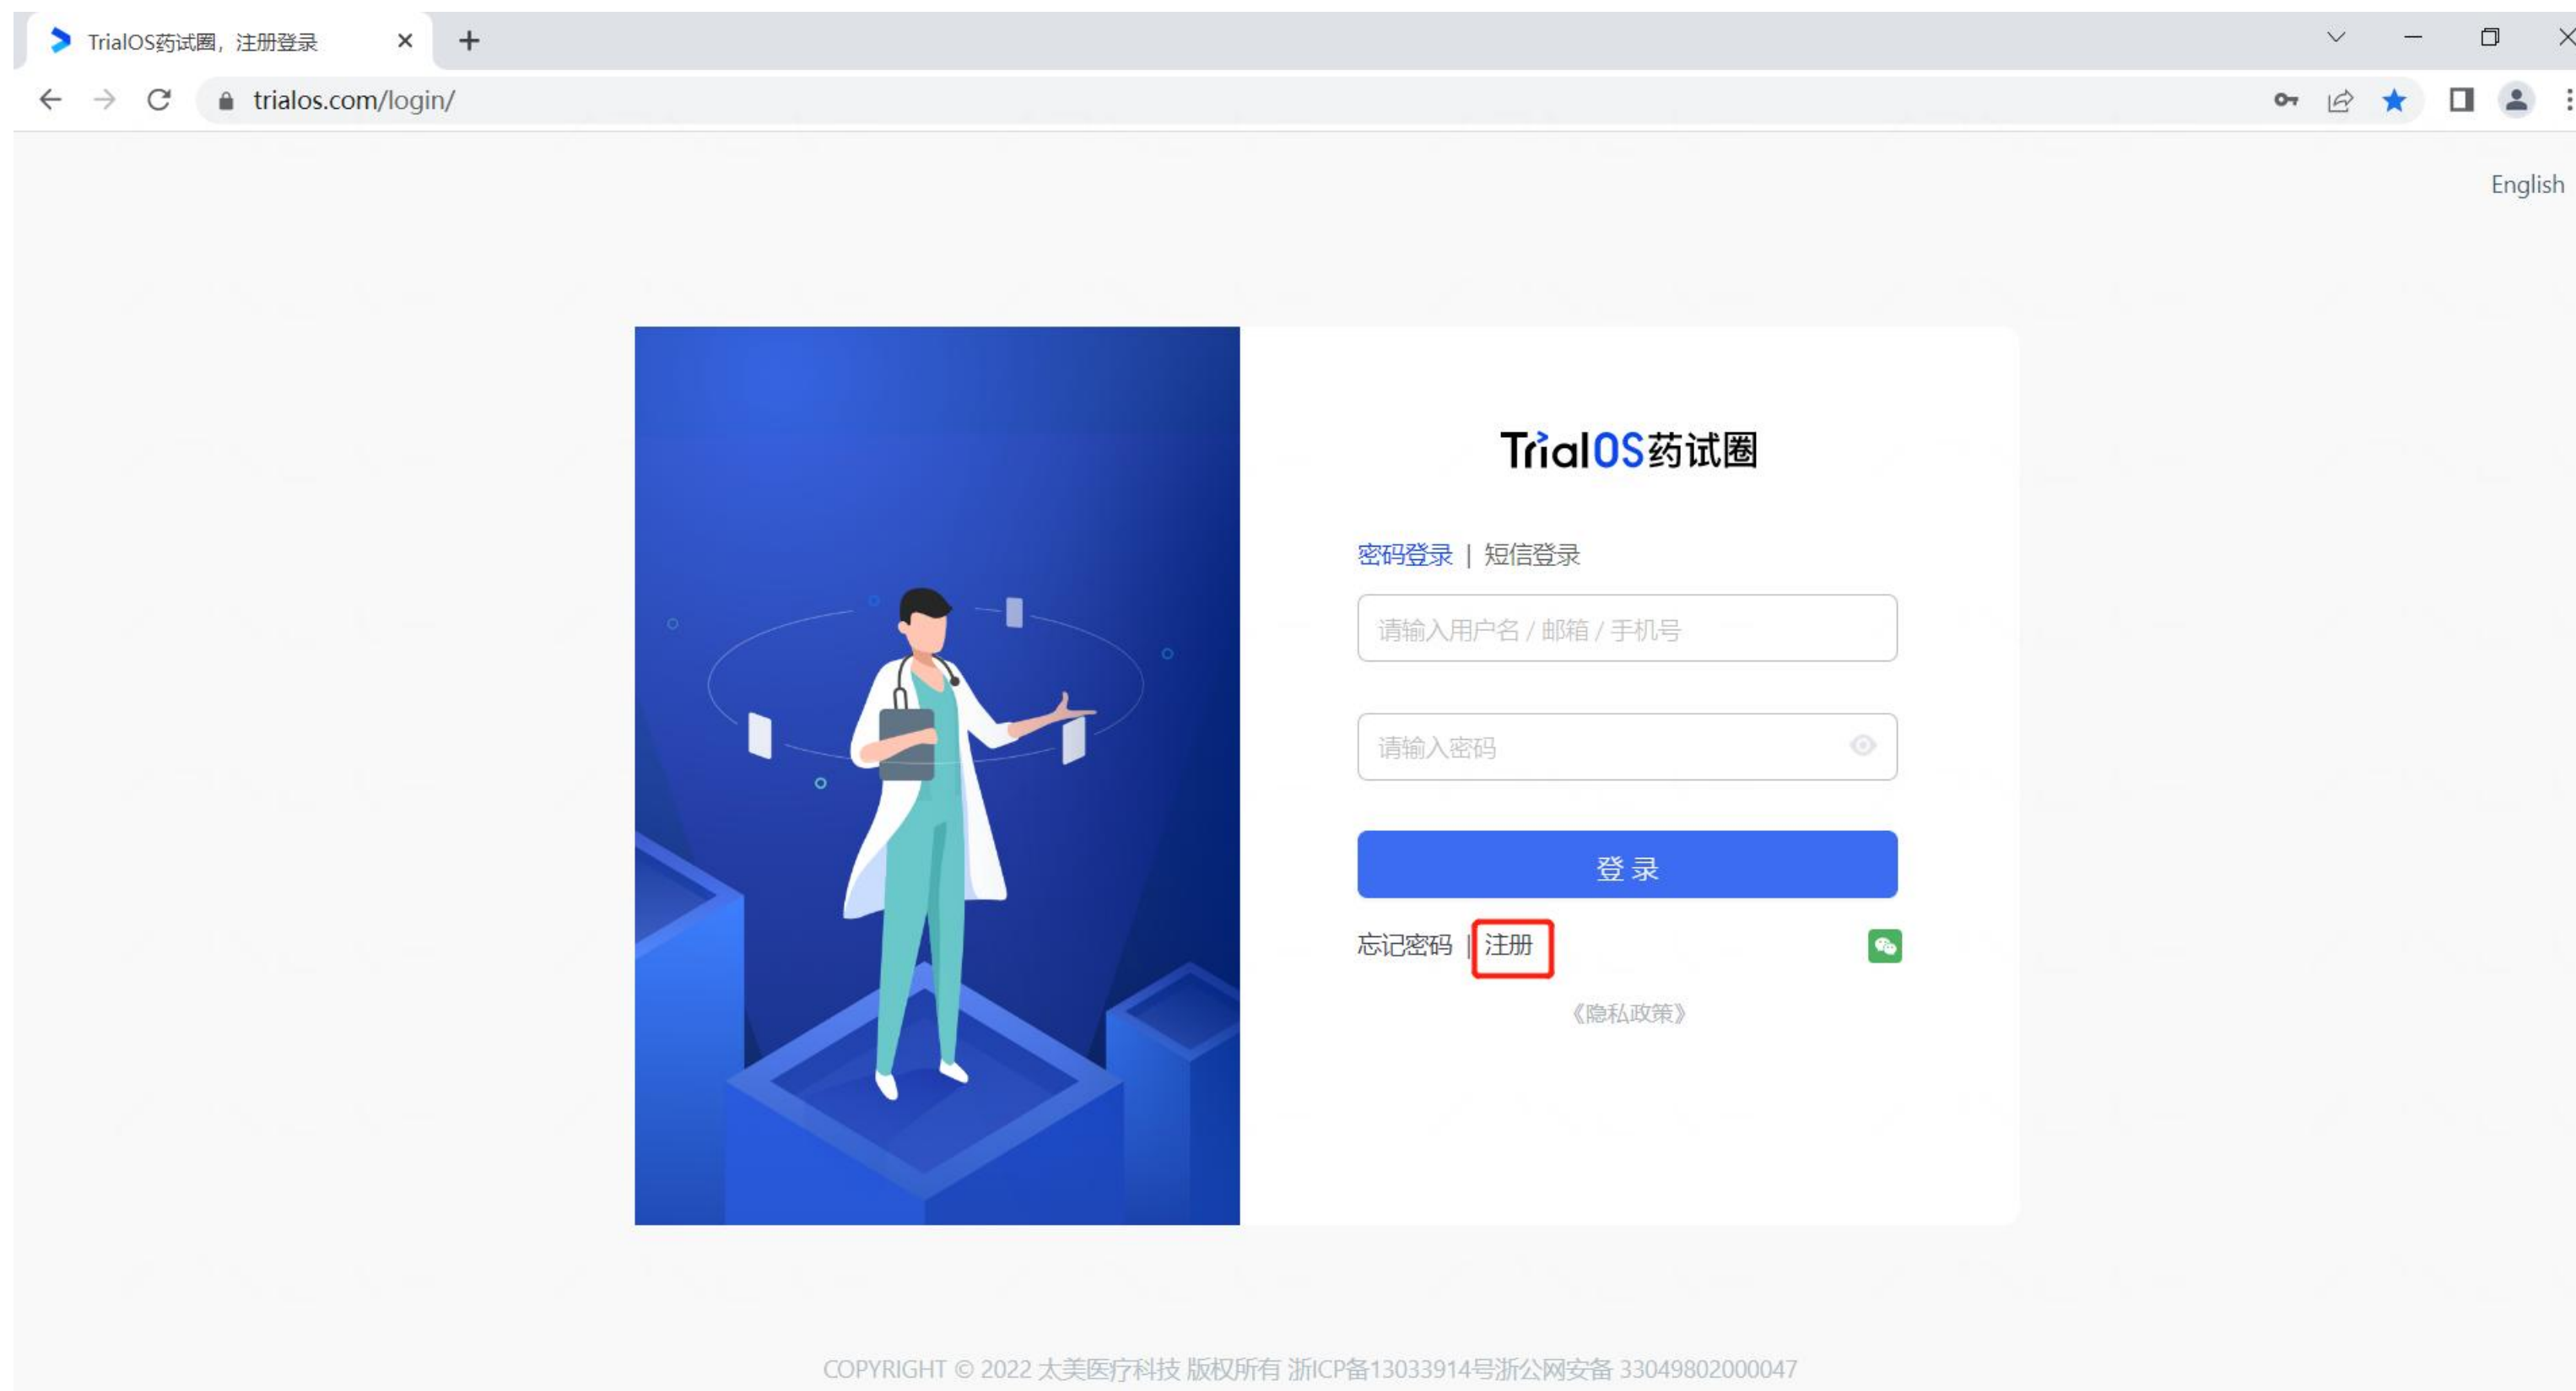 TrialOS药试圈，注册登录
trialos.com/login/
English
TrialOS药试圈
密码登录 | 短信登录
请输入用户名 / 邮箱 / 手机号
请输入密码
登 录
忘记密码 | 注册
《隐私政策》
COPYRIGHT © 2022 太美医疗科技 版权所有 浙ICP备13033914号浙公网安备 33049802000047